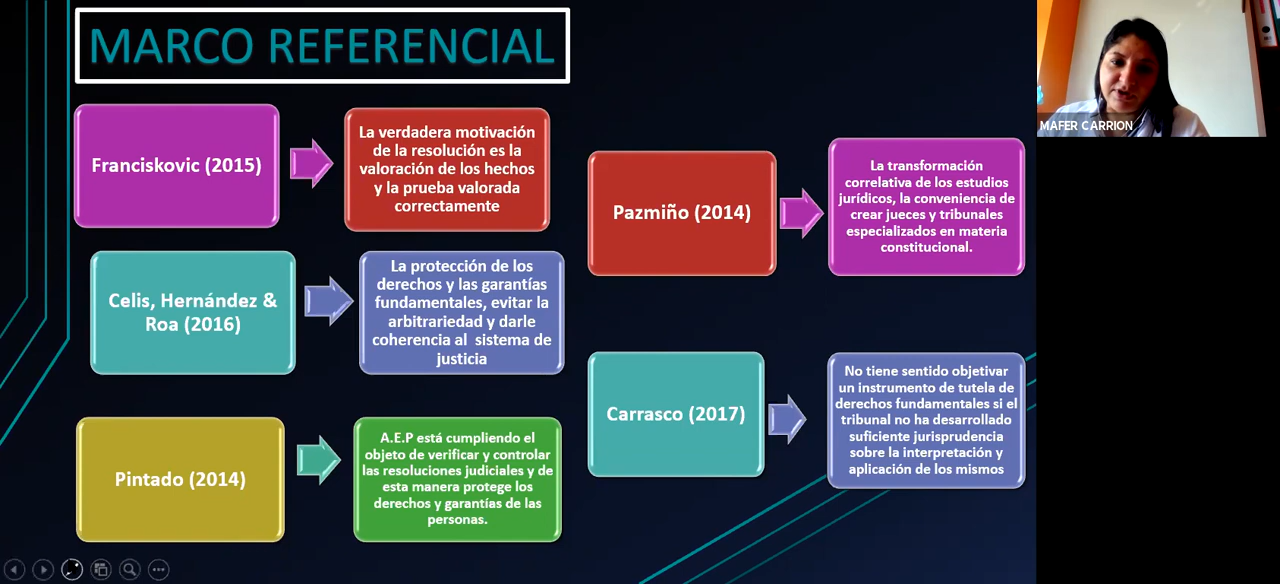 MARCO REFERENCIAL
Franciskovic (2015)
La verdadera motivación
de la resolución es la
valoración de los hechos
y la prueba valorada
correctamente
Celis, Hernández &
Roa (2016)
La protección de los
derechos y las garantías
fundamentales, evitar la
arbitrariedad y darle
coherencia al sistema de
justicia
Pintado (2014)
A.E.P está cumpliendo el
objeto de verificar y controlar
las resoluciones judiciales y de
esta manera protege los
derechos y garantías de las
personas.
Pazmiño (2014)
La transformación
correlativa de los estudios
jurídicos, la conveniencia de
crear jueces y tribunales
especializados en materia
constitucional.
Carrasco (2017)
No tiene sentido objetivar
un instrumento de tutela de
derechos fundamentales si el
tribunal no ha desarrollado
suficiente jurisprudencia
sobre la interpretación y
aplicación de los mismos
MAFER CARRION